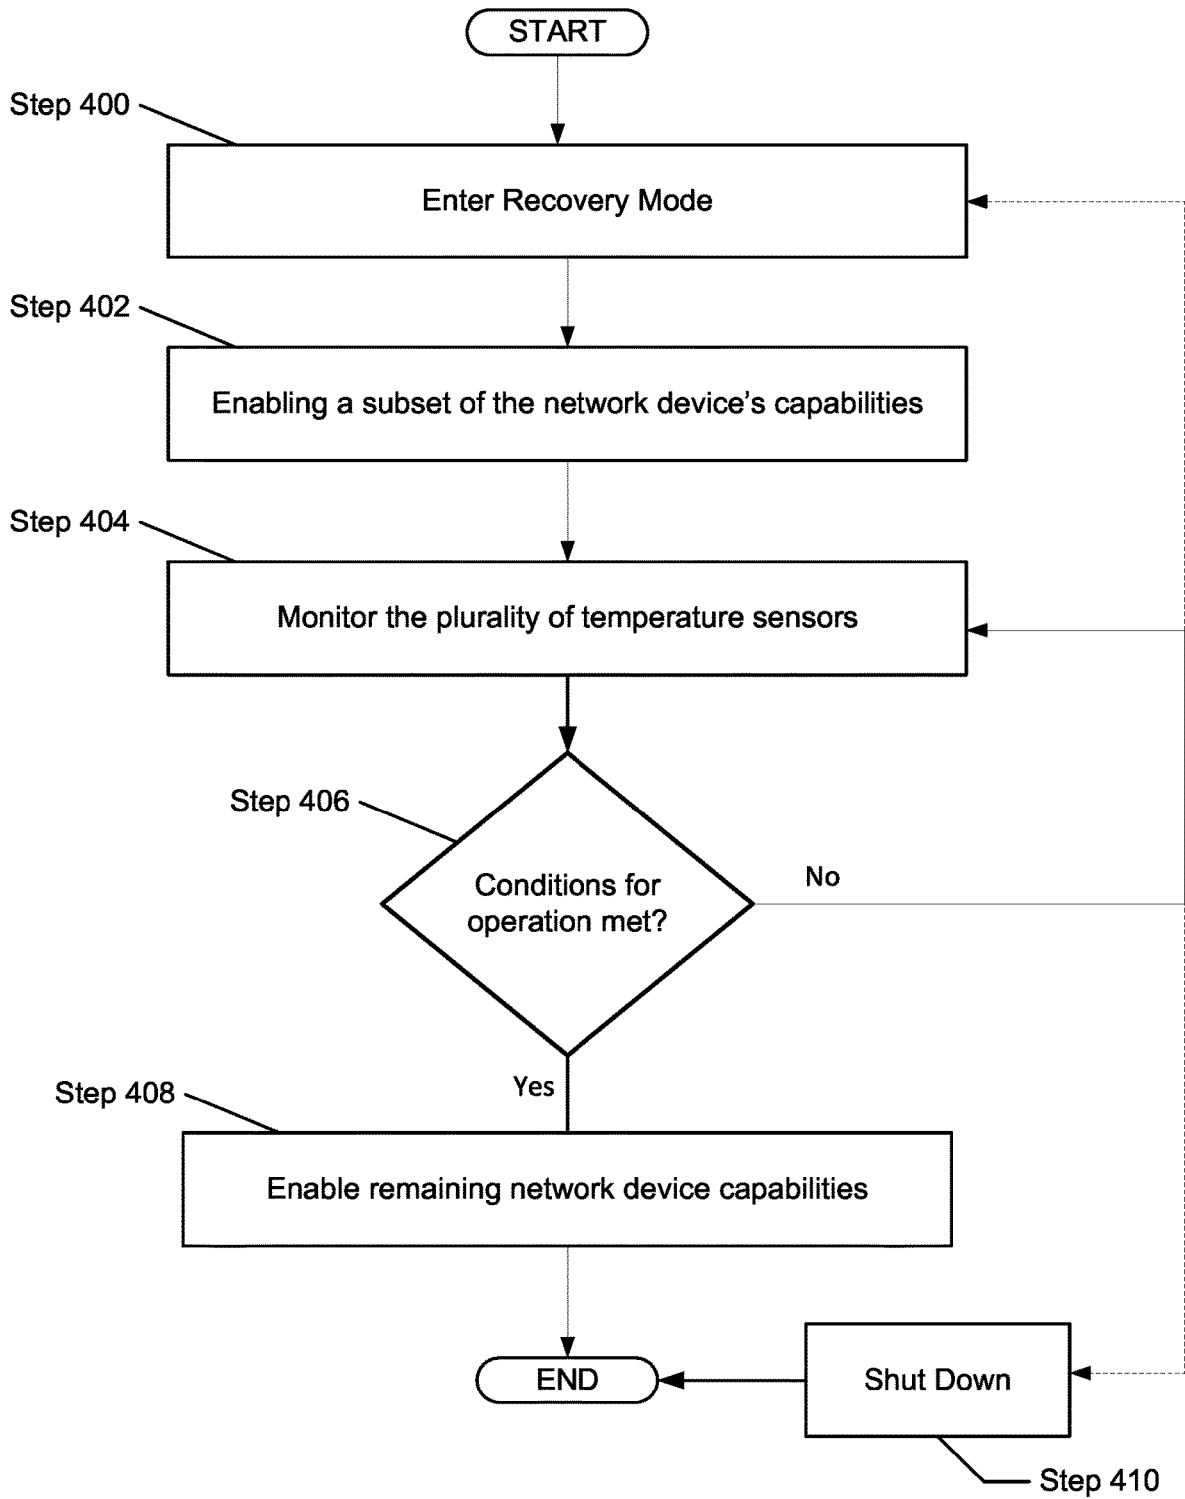 START
Step 400
Enter Recovery Mode
Step 402
Enabling a subset of the network device’s capabilities
Step 404
Monitor the plurality of temperature sensors
Step 406
Conditions for
operation met?
No
Yes
Step 408
Enable remaining network device capabilities
END
Shut Down
Step 410